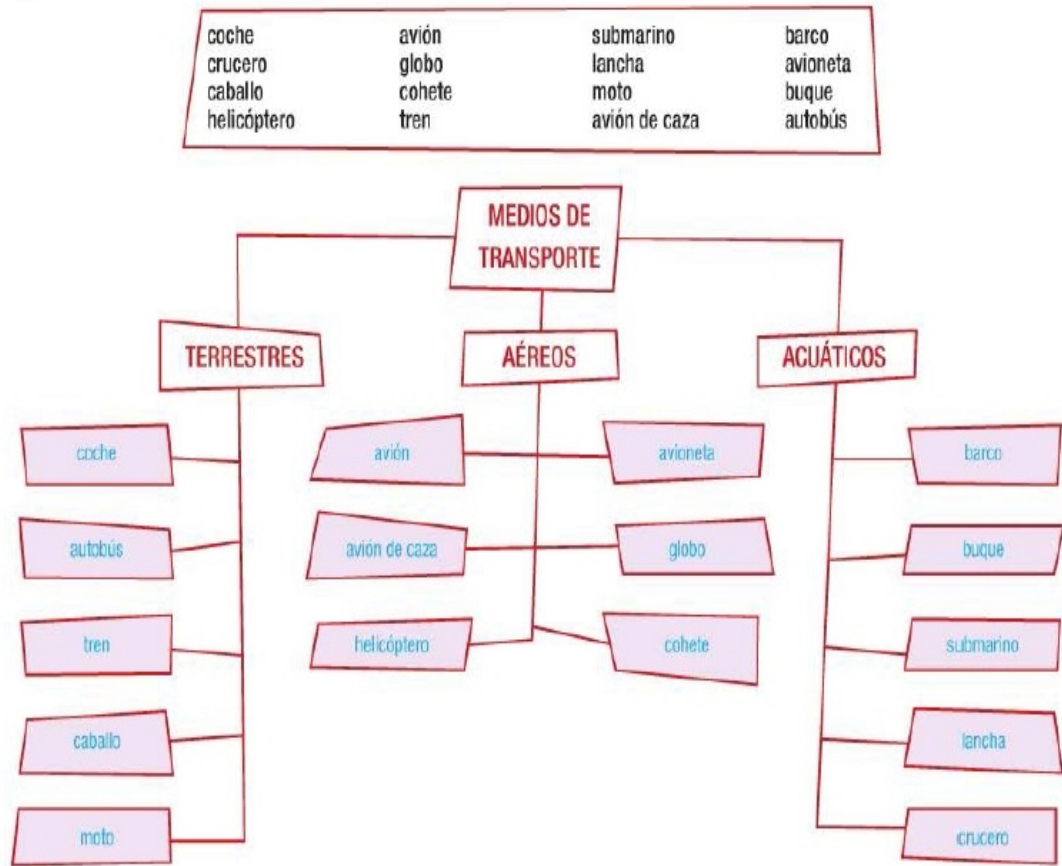 coche avión submarino barco
crucero globo lancha avioneta
caballo cohete moto buque
helicóptero tren avión de caza autobús
MEDIOS DE
TRANSPORTE
TERRESTRES AÉREOS ACUÁTICOS
coche avión avioneta barco
autobús avión de caza globo buque
tren helicóptero cohete submarino
caballo lancha
moto crucero